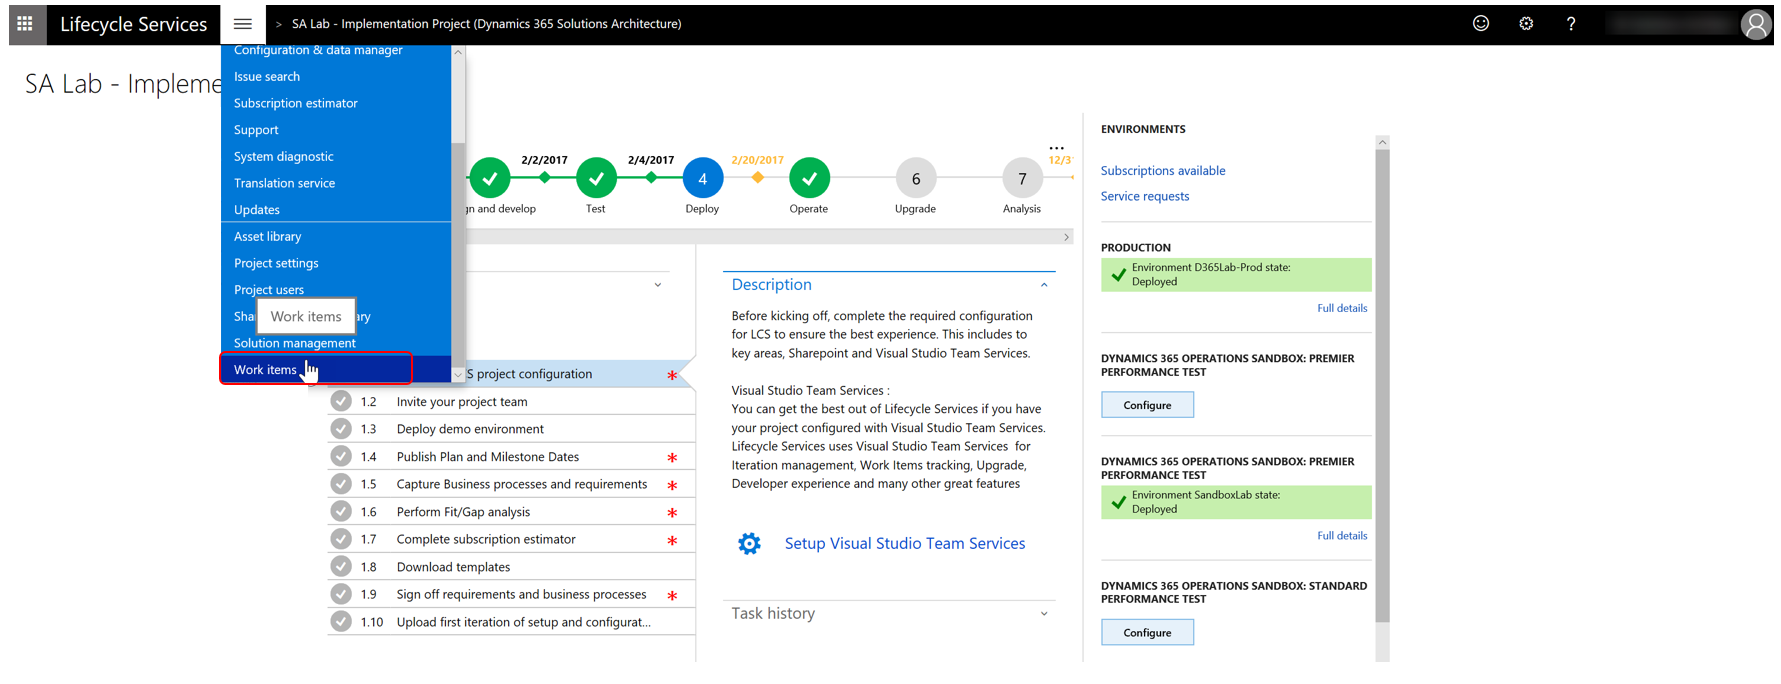 Lifecycle Services
> SA Lab - Implementation Project (Dynamics 365 Solutions Architecture)
?
SA Lab - Impleme
Configuration & data manager
Issue search
Subscription estimator
Support
System diagnostic
Translation service
Updates
Asset library
Project settings
Project users
Sha
ary
Work items
Solution management
Work items
2/2/2017
2/4/2017
2/20/2017
12/3
4
6
7
gn and develop
Test
Deploy
Operate
Upgrade
Analysis
S project configuration *
1.2 Invite your project team
1.3 Deploy demo environment
1.4 Publish Plan and Milestone Dates *
1.5 Capture Business processes and requirements *
1.6 Perform Fit/Gap analysis *
1.7 Complete subscription estimator *
1.8 Download templates
1.9 Sign off requirements and business processes *
1.10 Upload first iteration of setup and configurat...
Description
Before kicking off, complete the required configuration
for LCS to ensure the best experience. This includes to
key areas, Sharepoint and Visual Studio Team Services.
Visual Studio Team Services :
You can get the best out of Lifecycle Services if you have
your project configured with Visual Studio Team Services.
Lifecycle Services uses Visual Studio Team Services for
Iteration management, Work Items tracking, Upgrade,
Developer experience and many other great features
Setup Visual Studio Team Services
Task history
ENVIRONMENTS
Subscriptions available
Service requests
PRODUCTION
Environment D365Lab-Prod state:
Deployed
Full details
DYNAMICS 365 OPERATIONS SANDBOX: PREMIER
PERFORMANCE TEST
Configure
DYNAMICS 365 OPERATIONS SANDBOX: PREMIER
PERFORMANCE TEST
Environment SandboxLab state:
Deployed
Full details
DYNAMICS 365 OPERATIONS SANDBOX: STANDARD
PERFORMANCE TEST
Configure